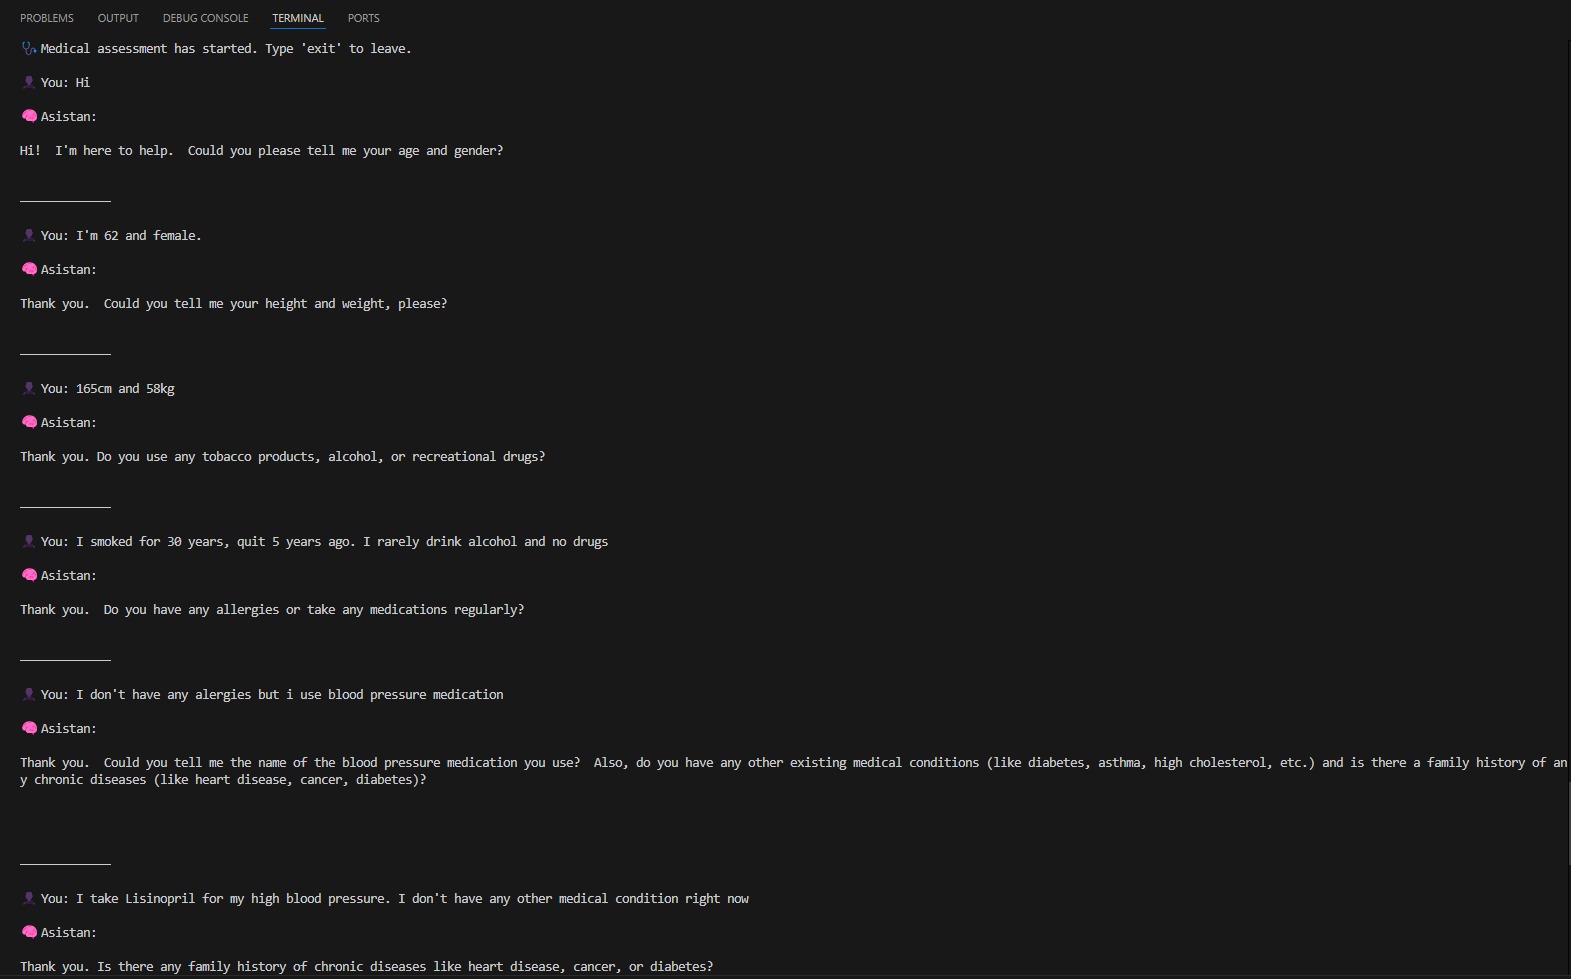 PROBLEMS OUTPUT DEBUG CONSOLE TERMINAL PORTS
Medical assessment has started. Type 'exit' to leave.
You: Hi
Asistan:
Hi!  I'm here to help.  Could you please tell me your age and gender?
_____________
You: I'm 62 and female.
Asistan:
Thank you.  Could you tell me your height and weight, please?
_____________
You: 165cm and 58kg
Asistan:
Thank you. Do you use any tobacco products, alcohol, or recreational drugs?
_____________
You: I smoked for 30 years, quit 5 years ago. I rarely drink alcohol and no drugs
Asistan:
Thank you.  Do you have any allergies or take any medications regularly?
_____________
You: I don't have any alergies but i use blood pressure medication
Asistan:
Thank you.  Could you tell me the name of the blood pressure medication you use?  Also, do you have any other existing medical conditions (like diabetes, asthma, high cholesterol, etc.) and is there a family history of an
y chronic diseases (like heart disease, cancer, diabetes)?
_____________
You: I take Lisinopril for my high blood pressure. I don't have any other medical condition right now
Asistan:
Thank you. Is there any family history of chronic diseases like heart disease, cancer, or diabetes?